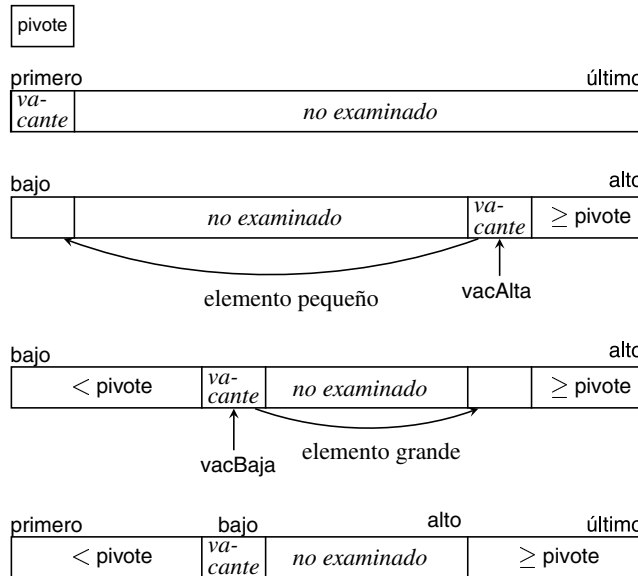 pivote
primero último
va-
cante no examinado
bajo alto
no examinado va-
cante ≥ pivote
elemento pequeño vacAlta
bajo alto
< pivote va-
cante no examinado ≥ pivote
vacBaja elemento grande
primero bajo alto último
< pivote va-
cante no examinado ≥ pivote